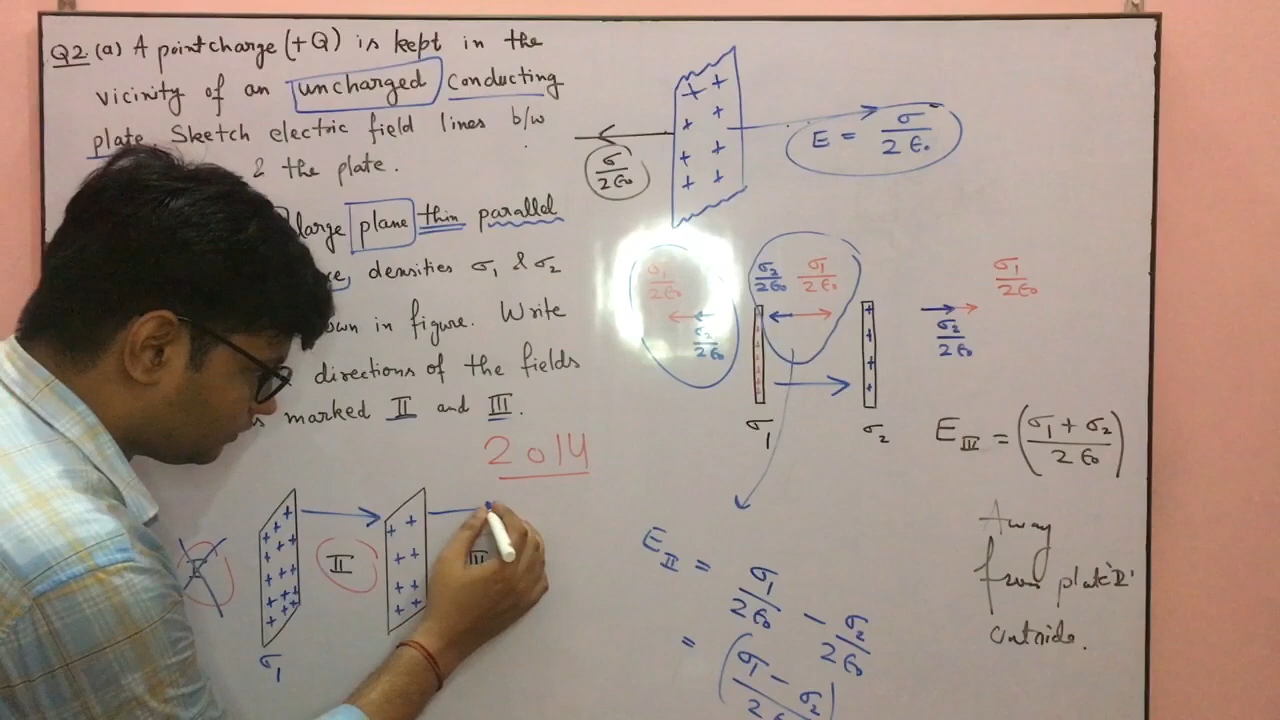 Q2. (a) A point charge (+Q) is kept in the
vicinity of an uncharged conducting
plate. Sketch electric field lines b/w
& the plate.
large plane thin parallel
densities σ₁ & σ₂
own in figure. Write
directions of the fields
marked II and III.
2014
E = σ/2ε₀
σ/2ε₀
σ₁/2ε₀
σ₂/2ε₀
σ₂/2ε₀ σ₁/2ε₀
σ₁/2ε₀
σ₂/2ε₀
σ₁
σ₂
E_III = (σ₁ + σ₂ / 2ε₀)
Away
from plate '2'
outside.
E_II = σ₁/2ε₀ - σ₂/2ε₀
= (σ₁ - σ₂ / 2
II
III
σ₁